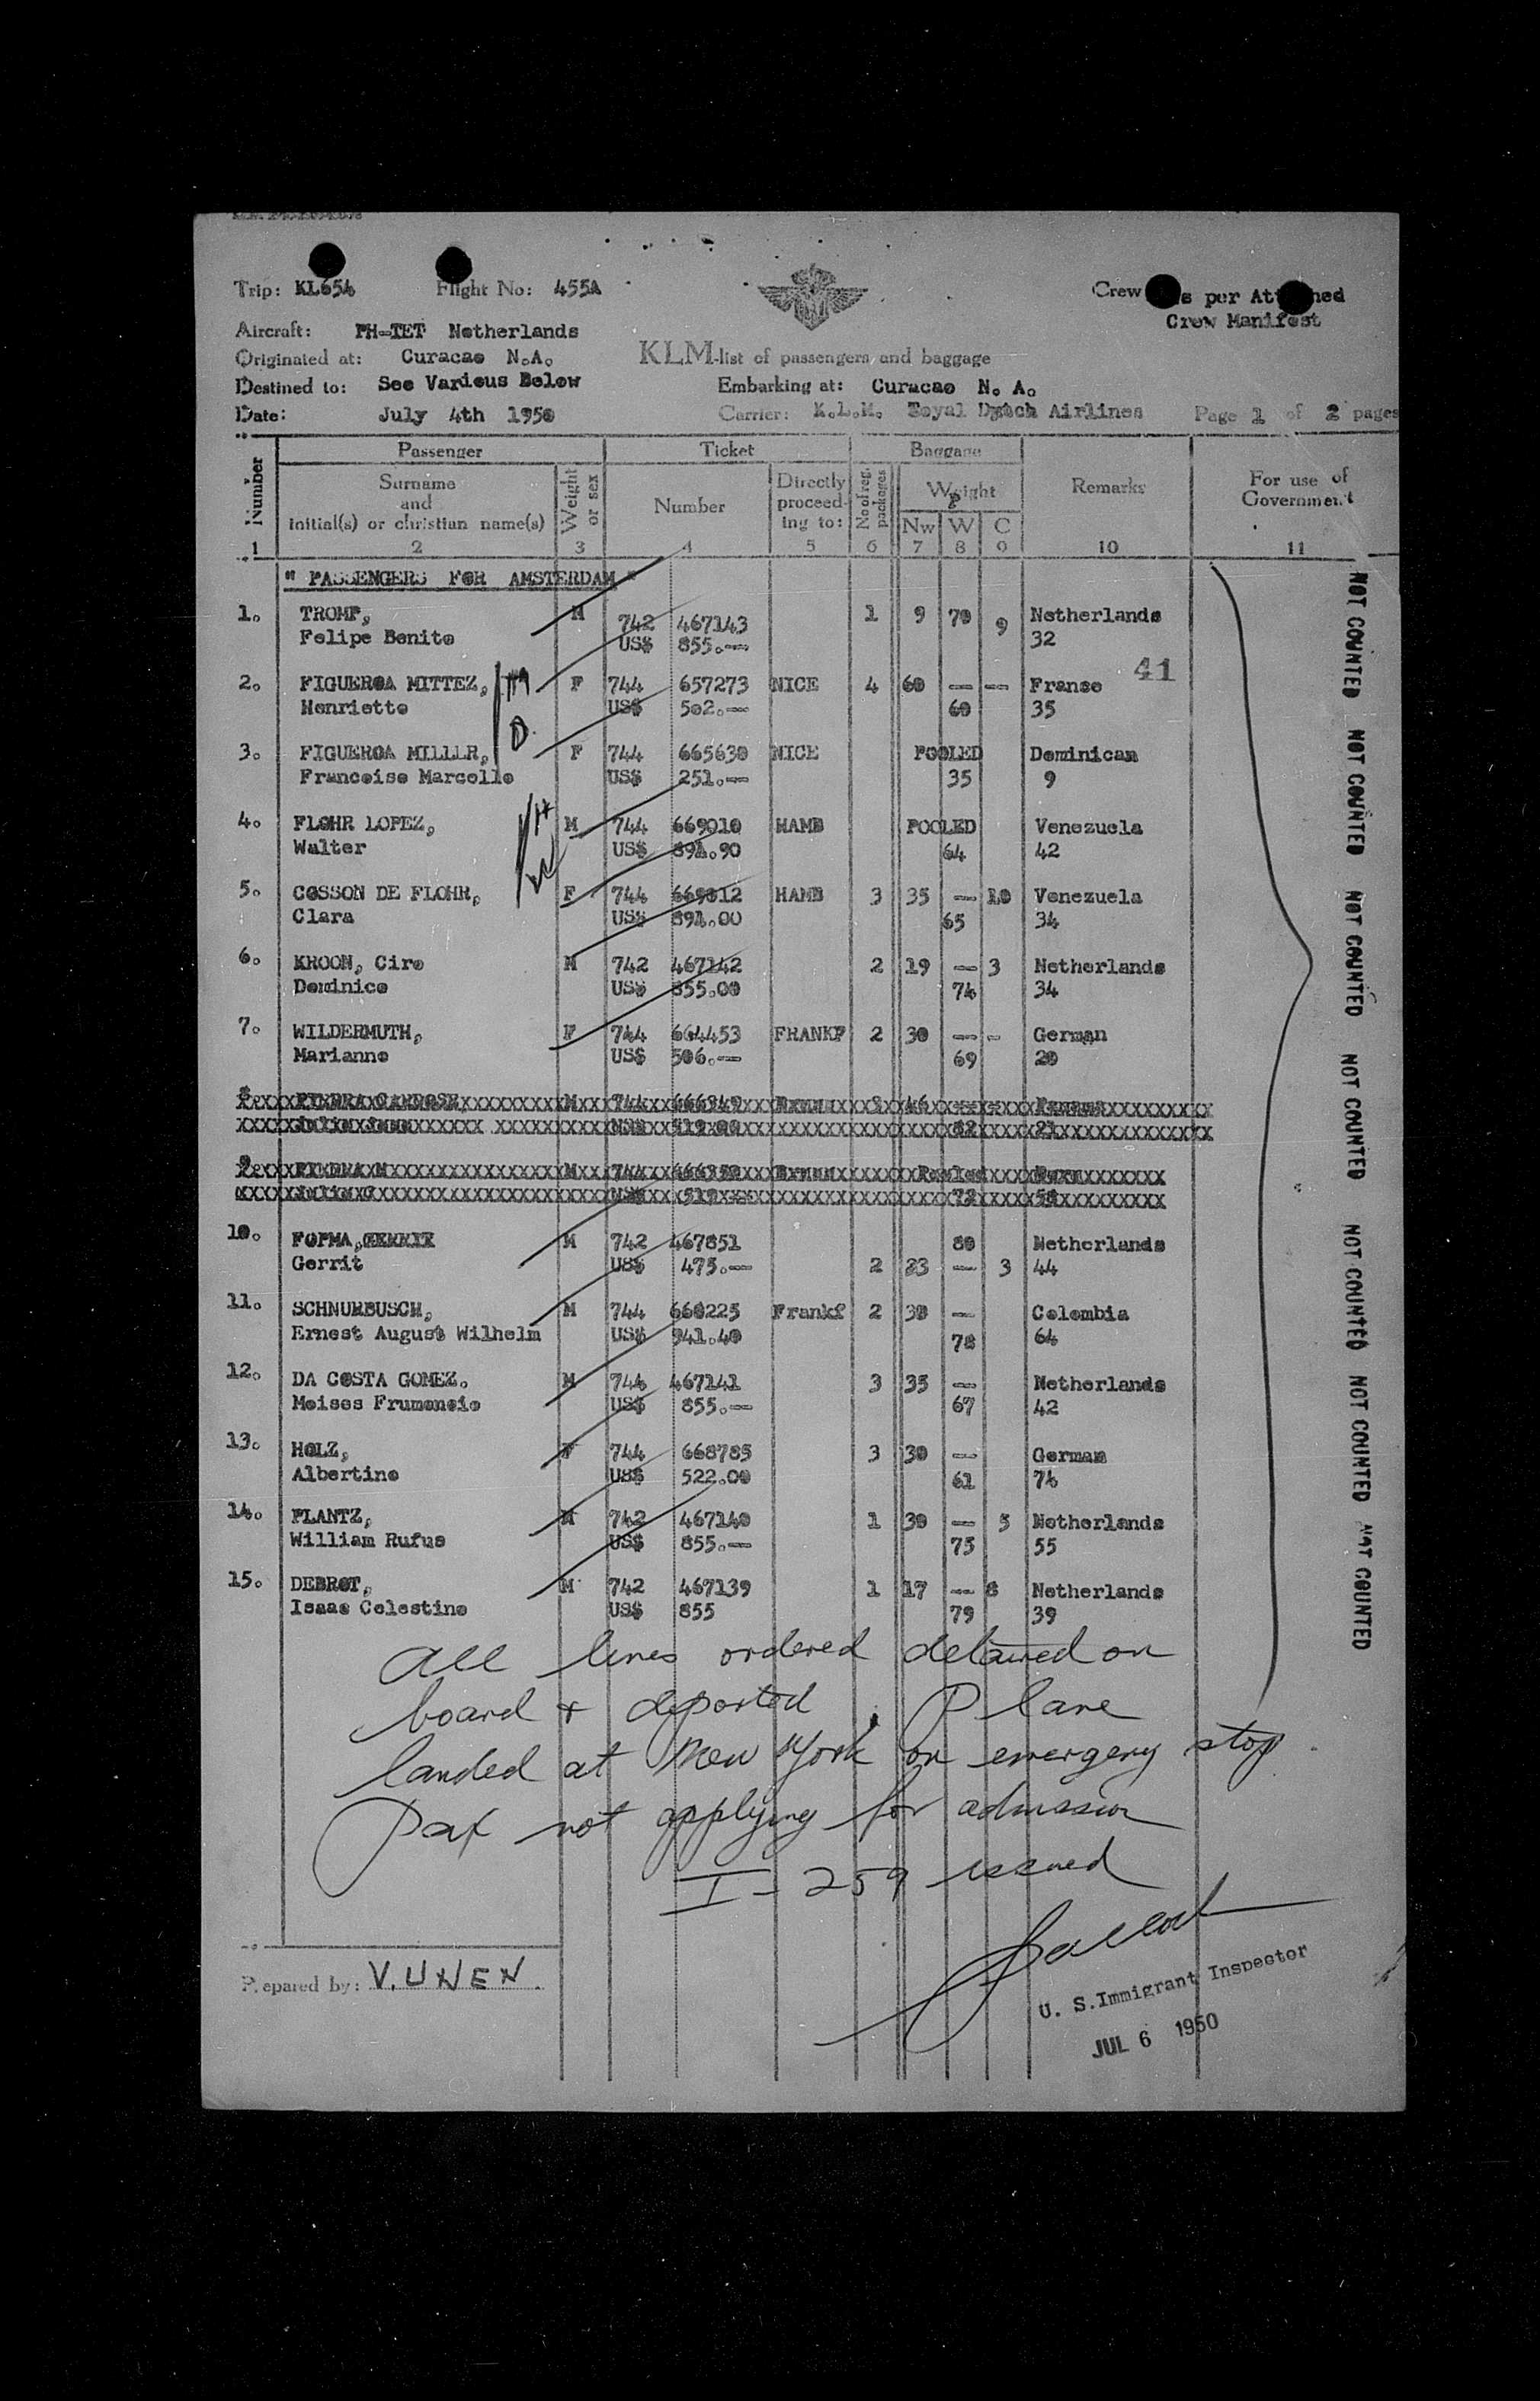 Trip: KL654 Flight No: 455A Crew s per At hed
Crew Manifest
Aircraft: PH-TET Netherlands
Originated at: Curacao N.A. KLM-list of passengers and baggage
Destined to: See Various Below Embarking at: Curacao N. A.
Date: July 4th 1950 Carrier: K.L.M. Toyal Dutch Airlines Page 1 of 2 pages
Number Passenger Ticket Baggage
Surname and initial(s) or christian name(s) Weight or sex Number Directly proceed-ing to: No of reg. packages Weight Remarks For use of Government
Nw W C
1 2 3 4 5 6 7 8 9 10 11
" PASSENGERS FOR AMSTERDAM "
1. TROMP, M 742 467143 1 9 70 9 Netherlands
Felipe Benito US$ 855.— 32
41
2. FIGUEROA MITTEZ, F 744 657273 NICE 4 60 — — Franse
Henriette US$ 502.— 60 35
3. FIGUEROA MILLLR, F 744 665630 NICE POOLED Dominican
Francoise Marcelle US$ 251.— 35 9
4. FLOHR LOPEZ, M 744 669010 HAMB POOLED Venezuela
Walter US$ 891.90 64 42
5. COSSON DE FLOHR, F 744 669012 HAMB 3 35 — 10 Venezuela
Clara US$ 891.00 65 34
6. KROON, Ciro M 742 467142 2 19 — 3 Netherlands
Dominico US$ 855.00 74 34
7. WILDERMUTH, F 744 664453 FRANKF 2 30 — - German
Marianne US$ 506.— 69 20
10. FOPMA, M 742 467851 80 Netherlands
Gerrit US$ 475.— 2 23 — 3 44
11. SCHNUMBUSCH, M 744 660225 Frankf 2 30 — Colombia
Ernest August Wilhelm US$ 941.40 78 64
12. DA COSTA GOMEZ. M 744 467141 3 35 — Netherlands
Moises Frumencio US$ 855.— 67 42
13. HOLZ, F 744 668785 3 30 — German
Albertine US$ 522.00 61 74
14. PLANTZ, M 742 467140 1 30 — 5 Netherlands
William Rufus US$ 855.— 75 55
15. DEBROT, M 742 467139 1 17 — 8 Netherlands
Isaac Celestino US$ 855 79 39
All lines ordered detained on
board & deported. Plane
landed at New York on emergency stop
Pax not applying for admission
I-259 issued
Prepared by: V. UNEN
U. S. Immigrant Inspector
JUL 6 1950
NOT COUNTED NOT COUNTED NOT COUNTED NOT COUNTED NOT COUNTED NOT COUNTED NOT COUNTED